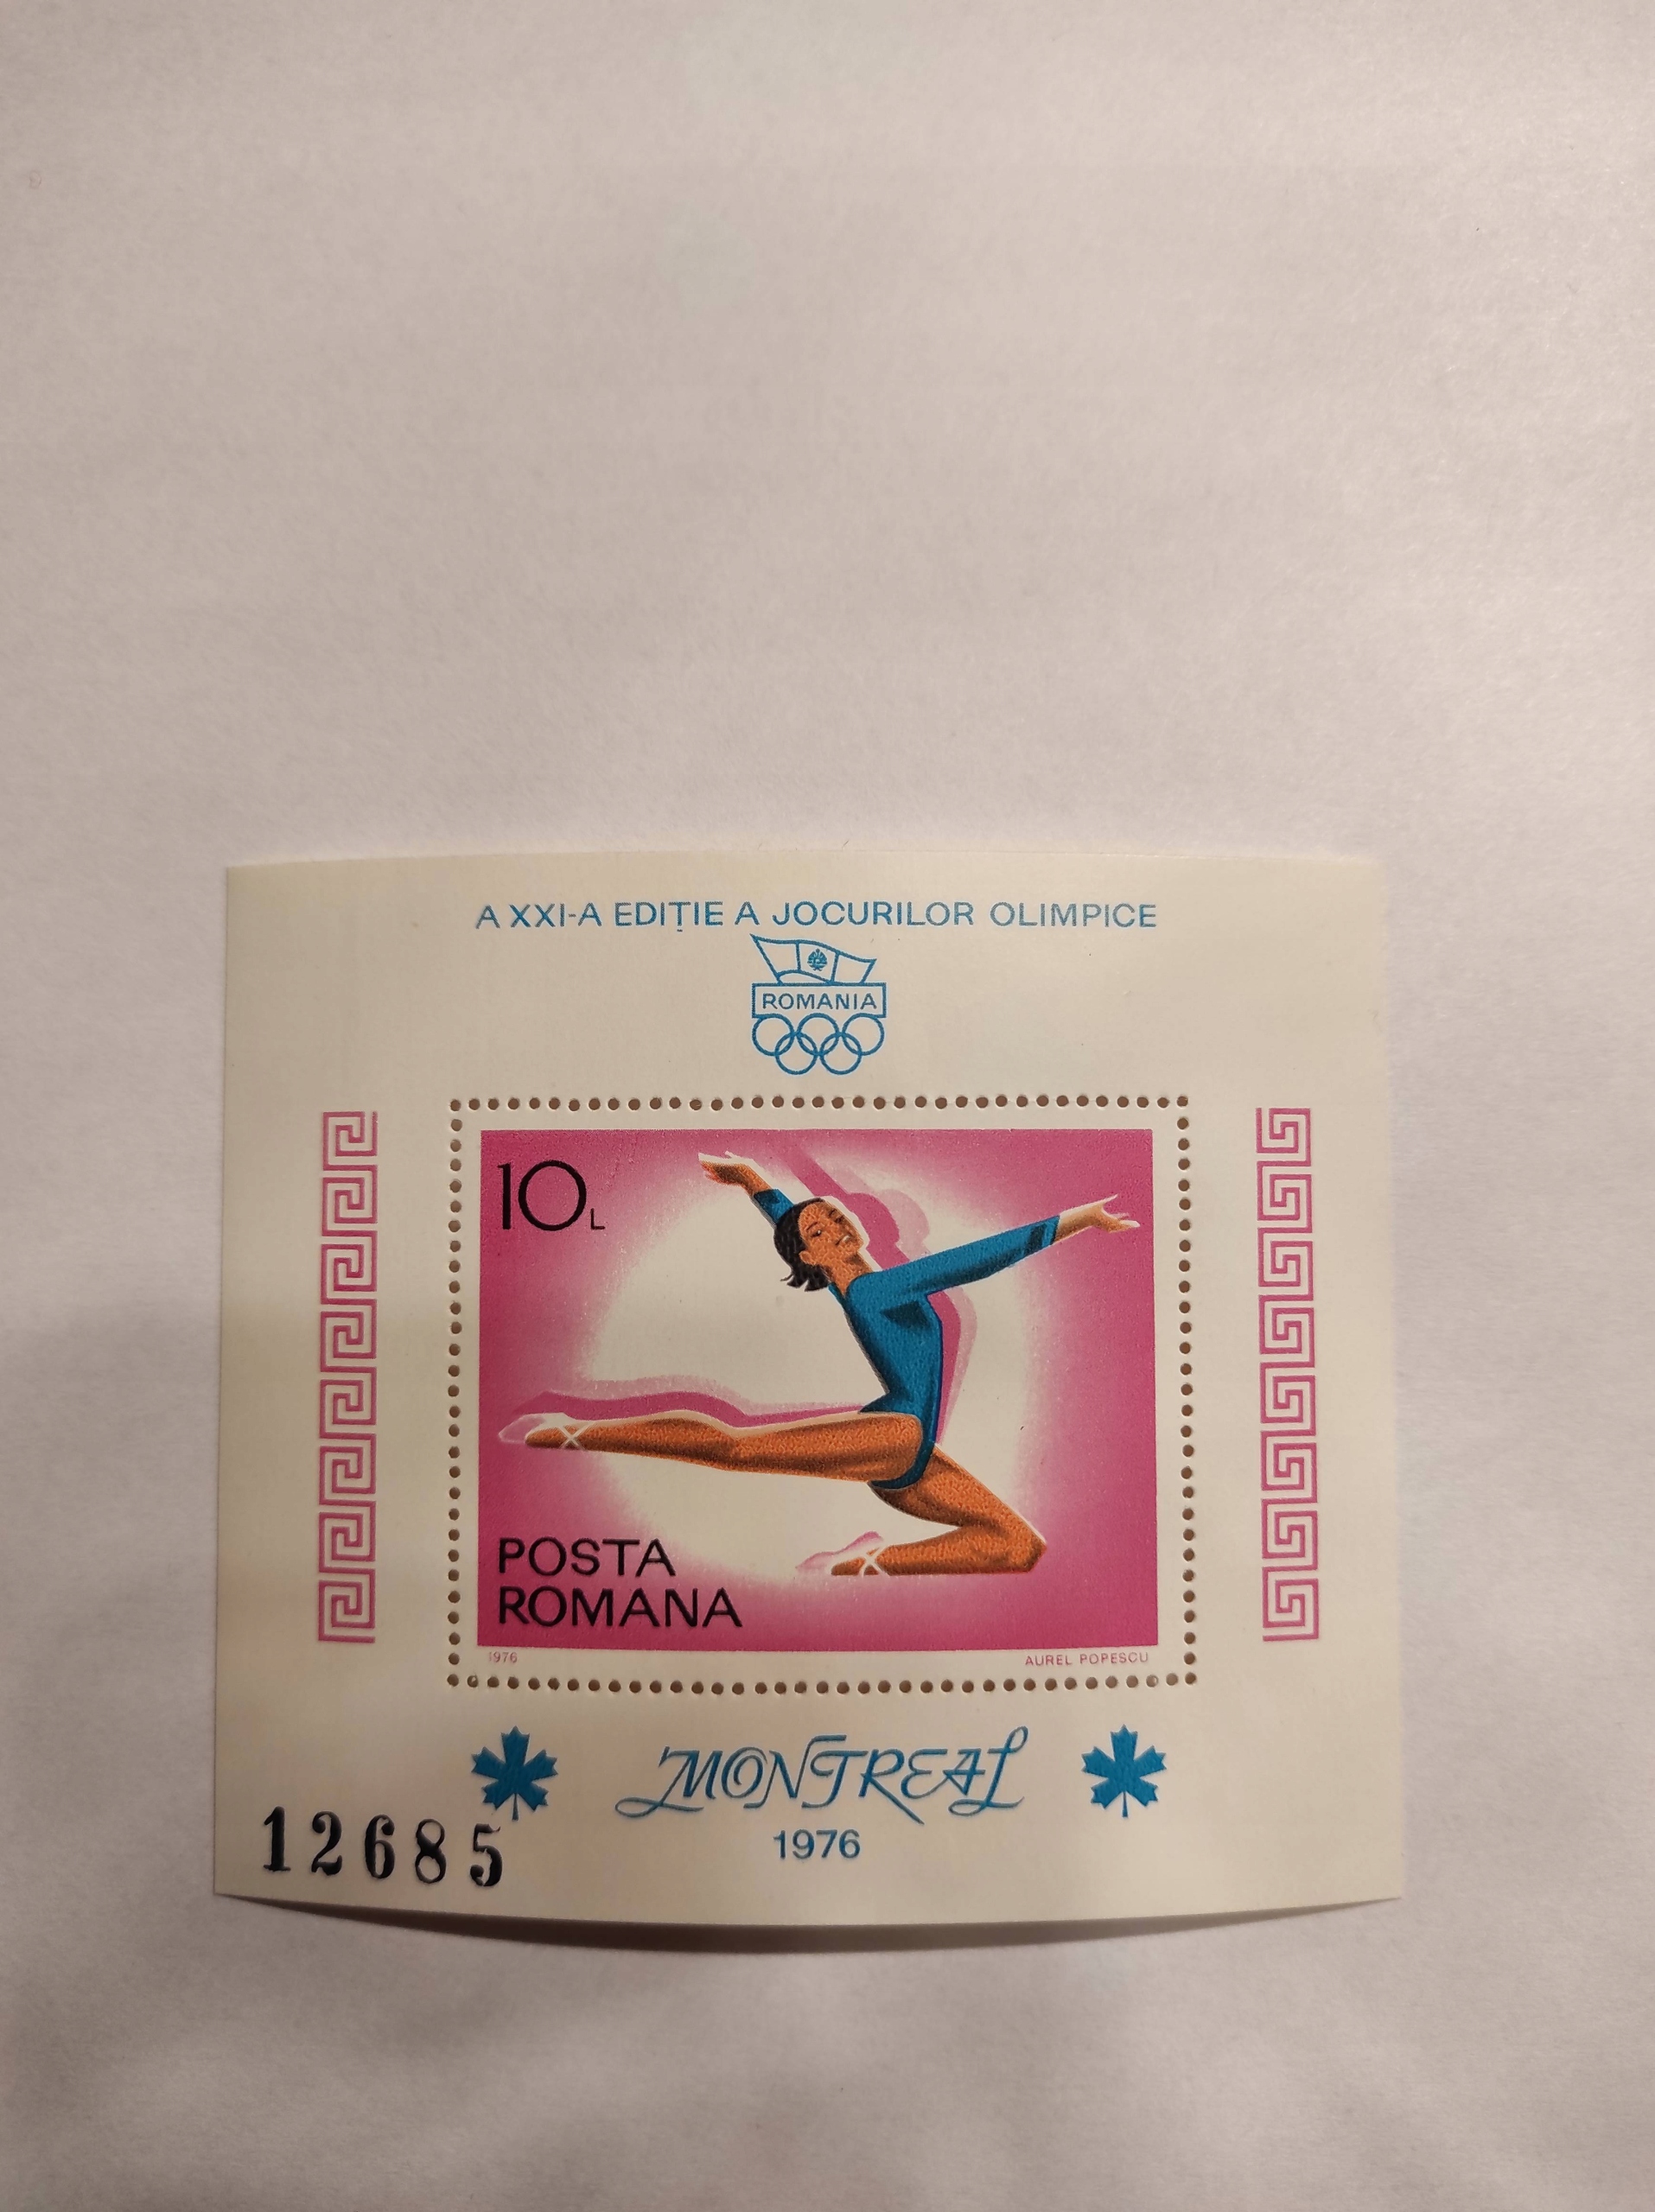 A XXI-A EDIȚIE A JOCURILOR OLIMPICE
ROMANIA
10L
POSTA
ROMANA
1976
AUREL POPESCU
MONTREAL
1976
12685